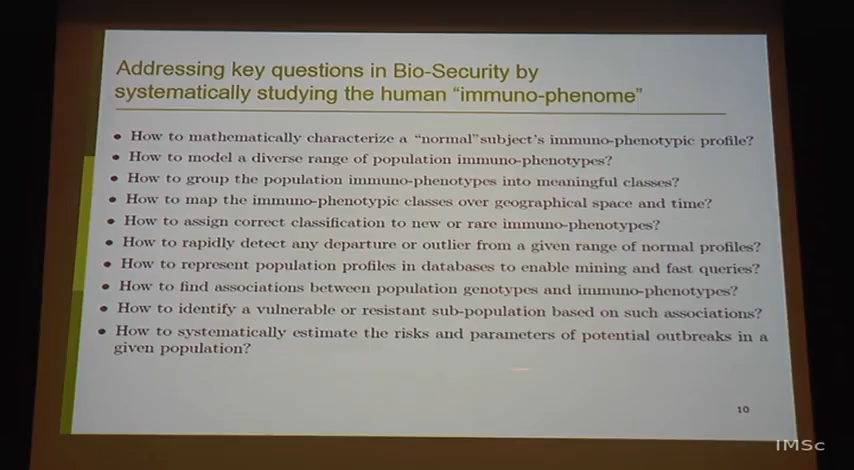 Addressing key questions in Bio-Security by
systematically studying the human “immuno-phenome”
• How to mathematically characterize a “normal”subject’s immuno-phenotypic profile?
• How to model a diverse range of population immuno-phenotypes?
• How to group the population immuno-phenotypes into meaningful classes?
• How to map the immuno-phenotypic classes over geographical space and time?
• How to assign correct classification to new or rare immuno-phenotypes?
• How to rapidly detect any departure or outlier from a given range of normal profiles?
• How to represent population profiles in databases to enable mining and fast queries?
• How to find associations between population genotypes and immuno-phenotypes?
• How to identify a vulnerable or resistant sub-population based on such associations?
• How to systematically estimate the risks and parameters of potential outbreaks in a
given population?
10
IMSc